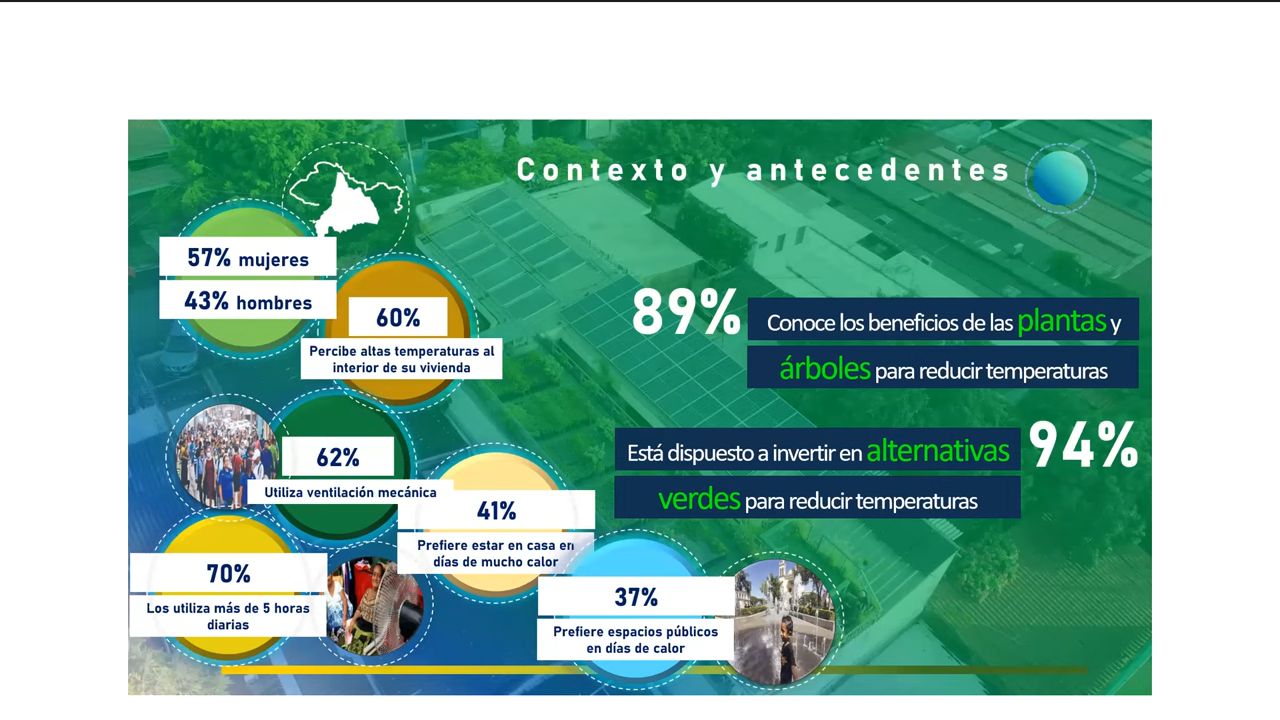 Contexto y antecedentes
57% mujeres
43% hombres
60%
Percibe altas temperaturas al
interior de su vivienda
62%
Utiliza ventilación mecánica
41%
Prefiere estar en casa en
días de mucho calor
70%
Los utiliza más de 5 horas
diarias
37%
Prefiere espacios públicos
en días de calor
89%
Conoce los beneficios de las plantas y
árboles para reducir temperaturas
Está dispuesto a invertir en alternativas
94%
verdes para reducir temperaturas